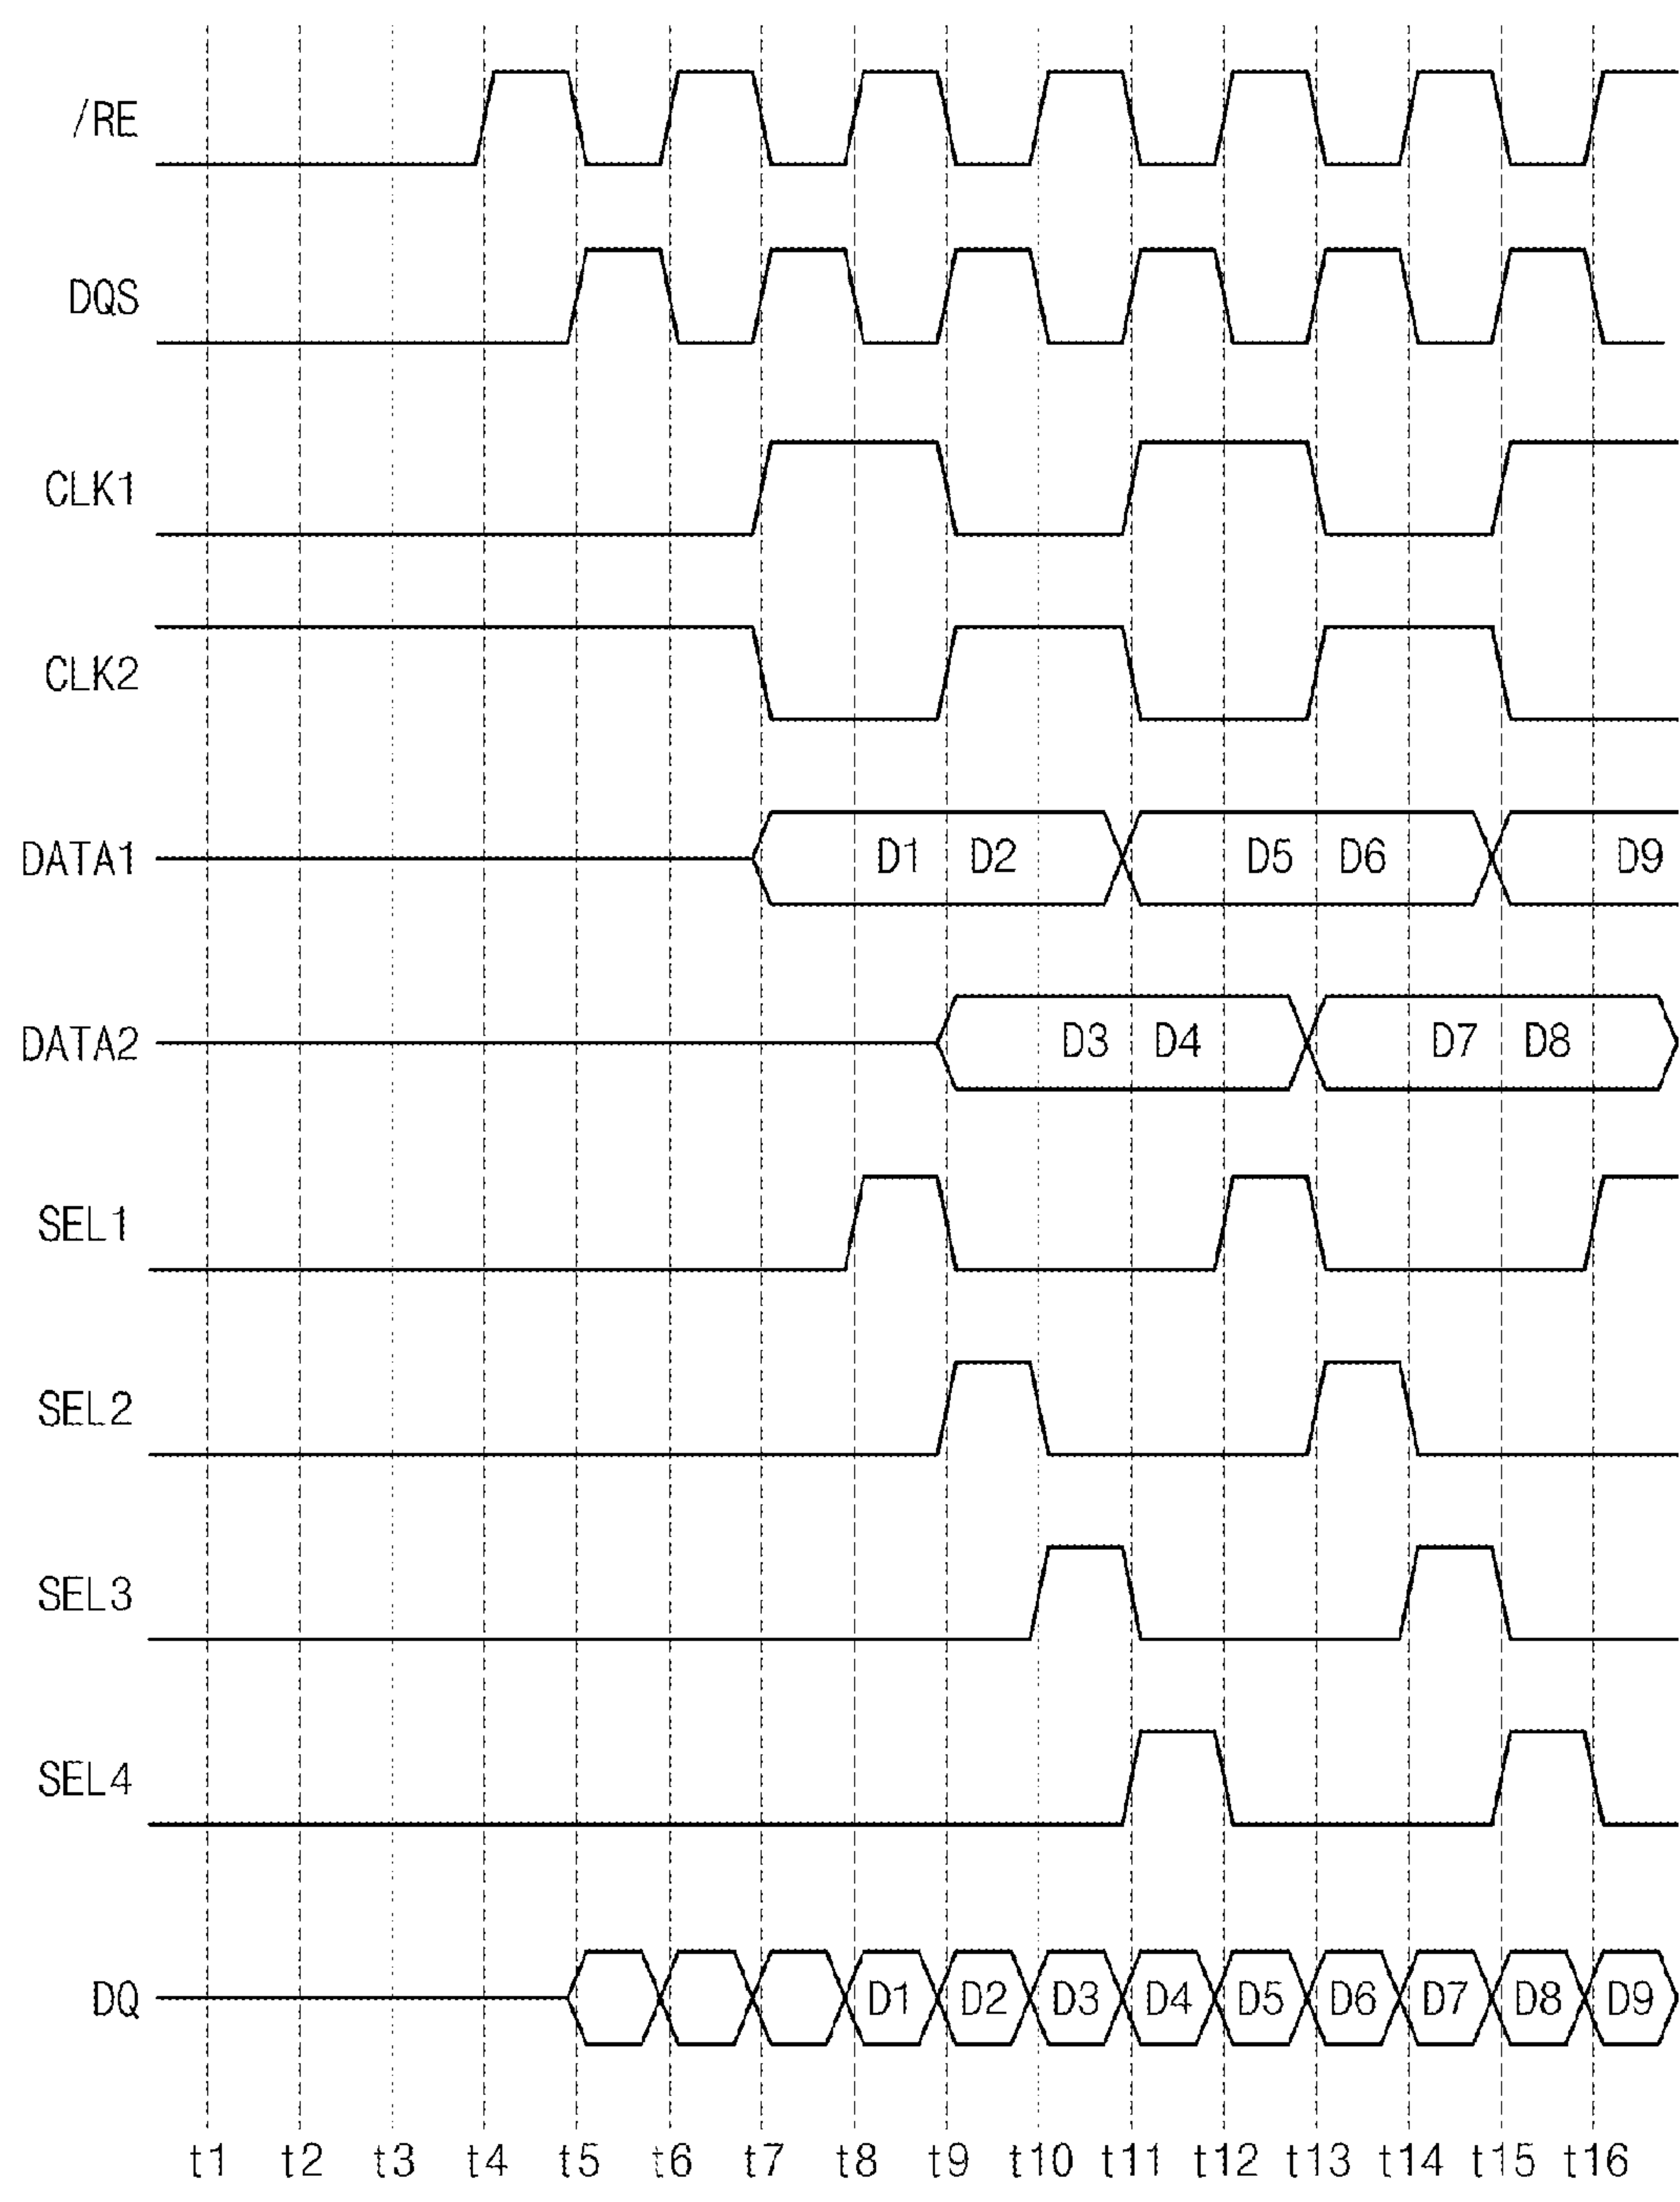 /RE
DQS
CLK1
CLK2
DATA1 D1 D2 D5 D6 D9
DATA2 D3 D4 D7 D8
SEL1
SEL2
SEL3
SEL4
DQ D1 D2 D3 D4 D5 D6 D7 D8 D9
t1 t2 t3 t4 t5 t6 t7 t8 t9 t10 t11 t12 t13 t14 t15 t16